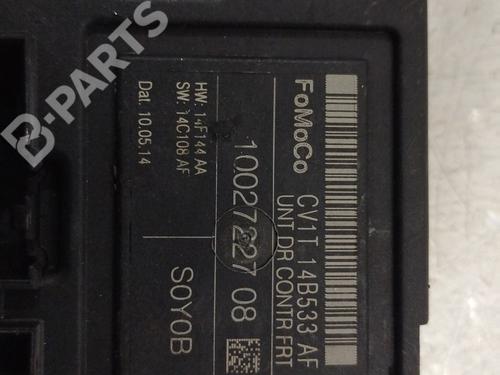 FoMoCo CV1T 14B533 AF
UNT DR CONTR FRT
10027227 08
HW: 14F144 AA
SW: 14C108 AF
Dat. 10.05.14
S0Y0B
B-PARTS